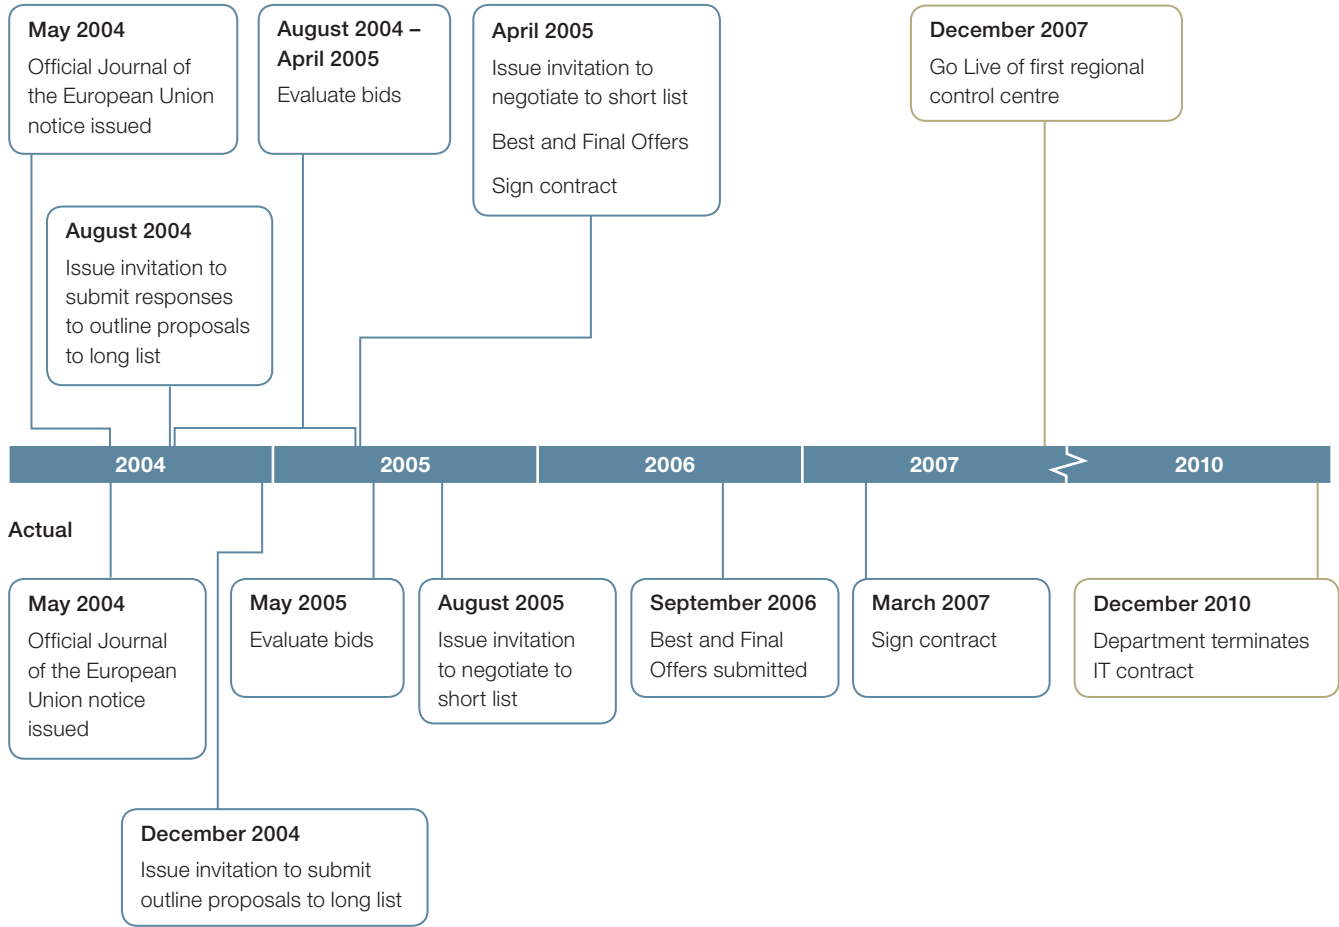 May 2004
Official Journal of
the European Union
notice issued
August 2004 –
April 2005
Evaluate bids
April 2005
Issue invitation to
negotiate to short list
Best and Final Offers
Sign contract
December 2007
Go Live of first regional
control centre
August 2004
Issue invitation to
submit responses
to outline proposals
to long list
2004
2005
2006
2007
2010
Actual
May 2004
Official Journal
of the European
Union notice
issued
May 2005
Evaluate bids
August 2005
Issue invitation
to negotiate to
short list
September 2006
Best and Final
Offers submitted
March 2007
Sign contract
December 2010
Department terminates
IT contract
December 2004
Issue invitation to submit
outline proposals to long list